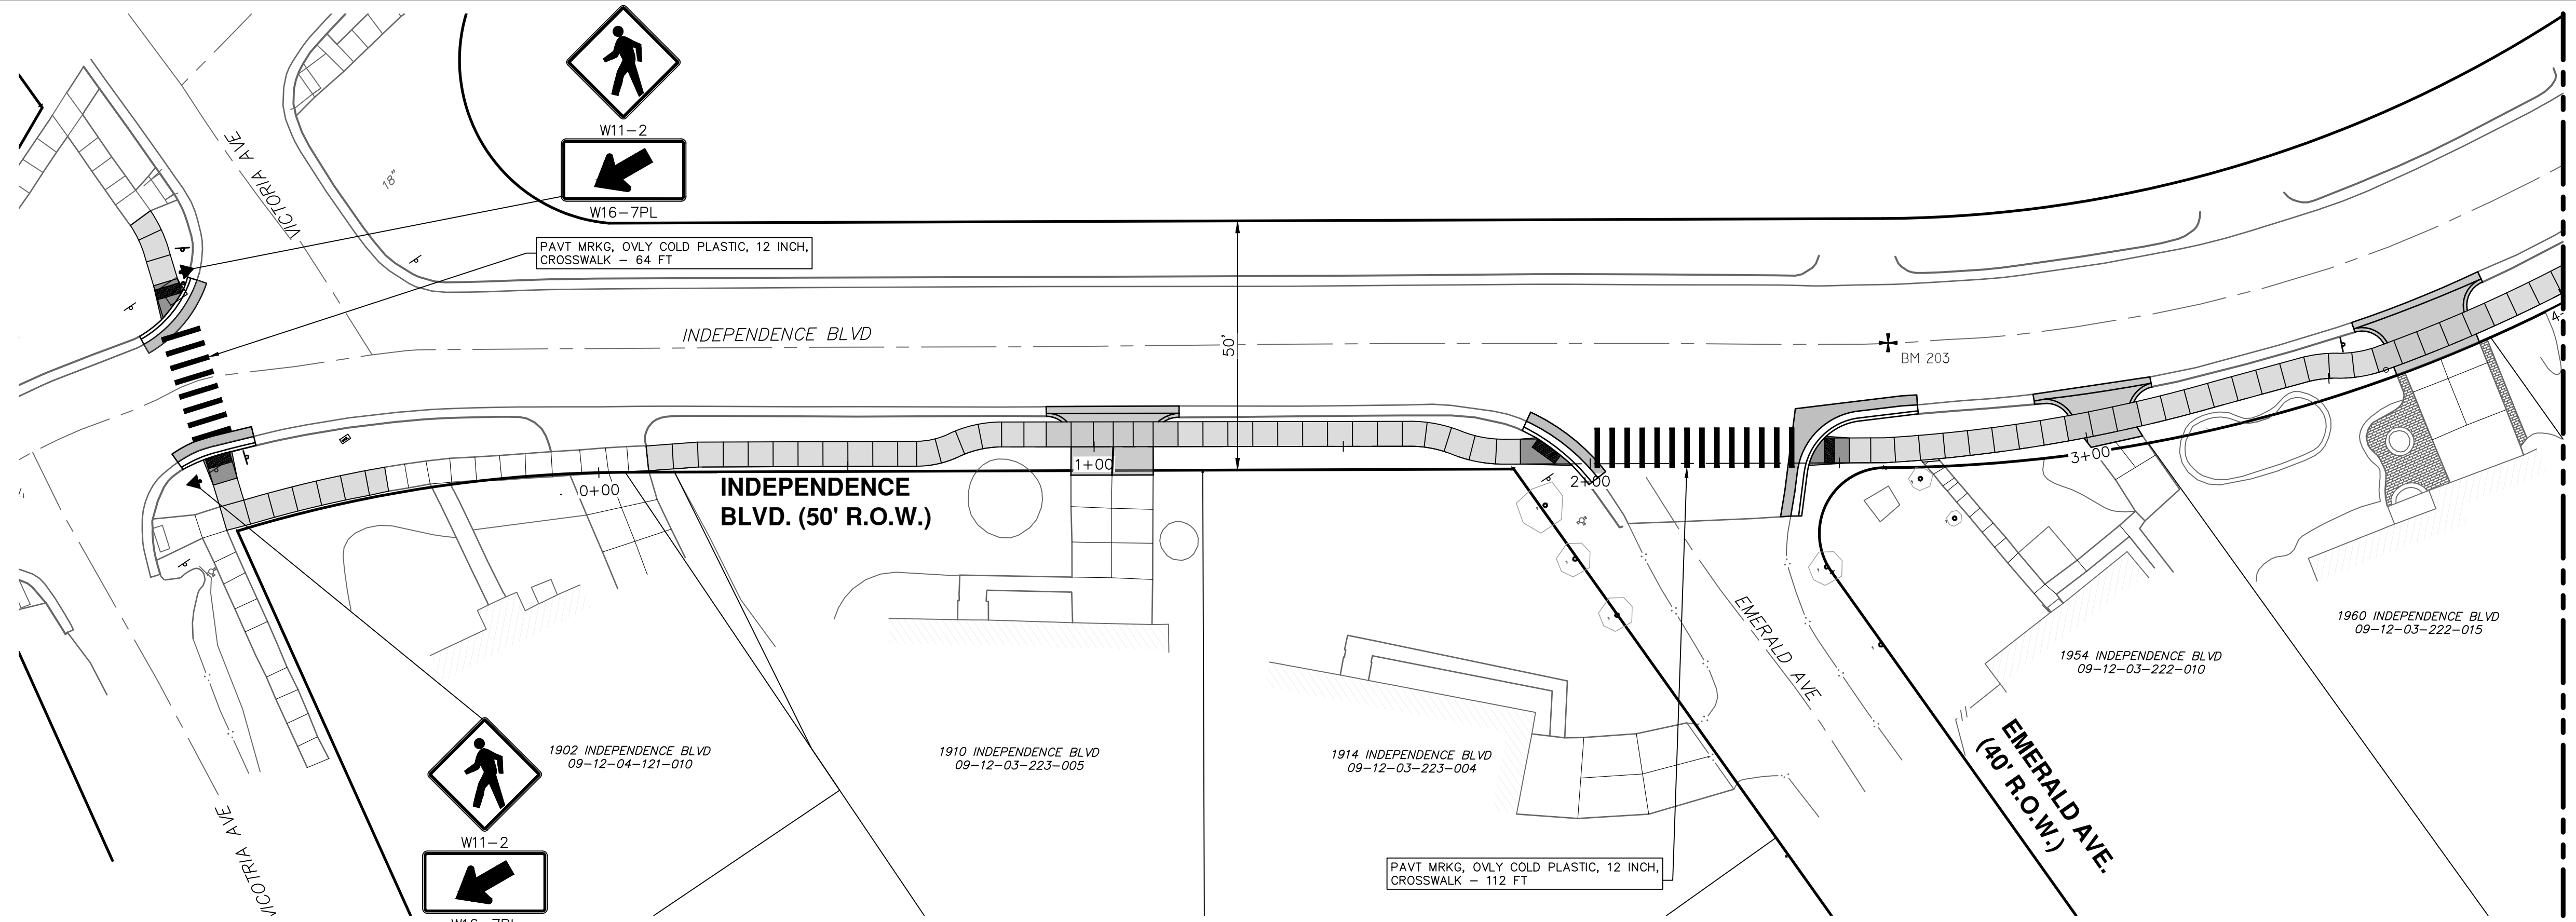 W11-2
W16-7PL
VICTORIA AVE
18"
PAVT MRKG, OVLY COLD PLASTIC, 12 INCH,
CROSSWALK - 64 FT
INDEPENDENCE BLVD
50'
BM-203
0+00
1+00
2+00
3+00
INDEPENDENCE
BLVD. (50' R.O.W.)
EMERALD AVE
1960 INDEPENDENCE BLVD
09-12-03-222-015
1954 INDEPENDENCE BLVD
09-12-03-222-010
1902 INDEPENDENCE BLVD
09-12-04-121-010
1910 INDEPENDENCE BLVD
09-12-03-223-005
1914 INDEPENDENCE BLVD
09-12-03-223-004
EMERALD AVE.
(40' R.O.W.)
VICOTRIA AVE
W11-2
PAVT MRKG, OVLY COLD PLASTIC, 12 INCH,
CROSSWALK - 112 FT